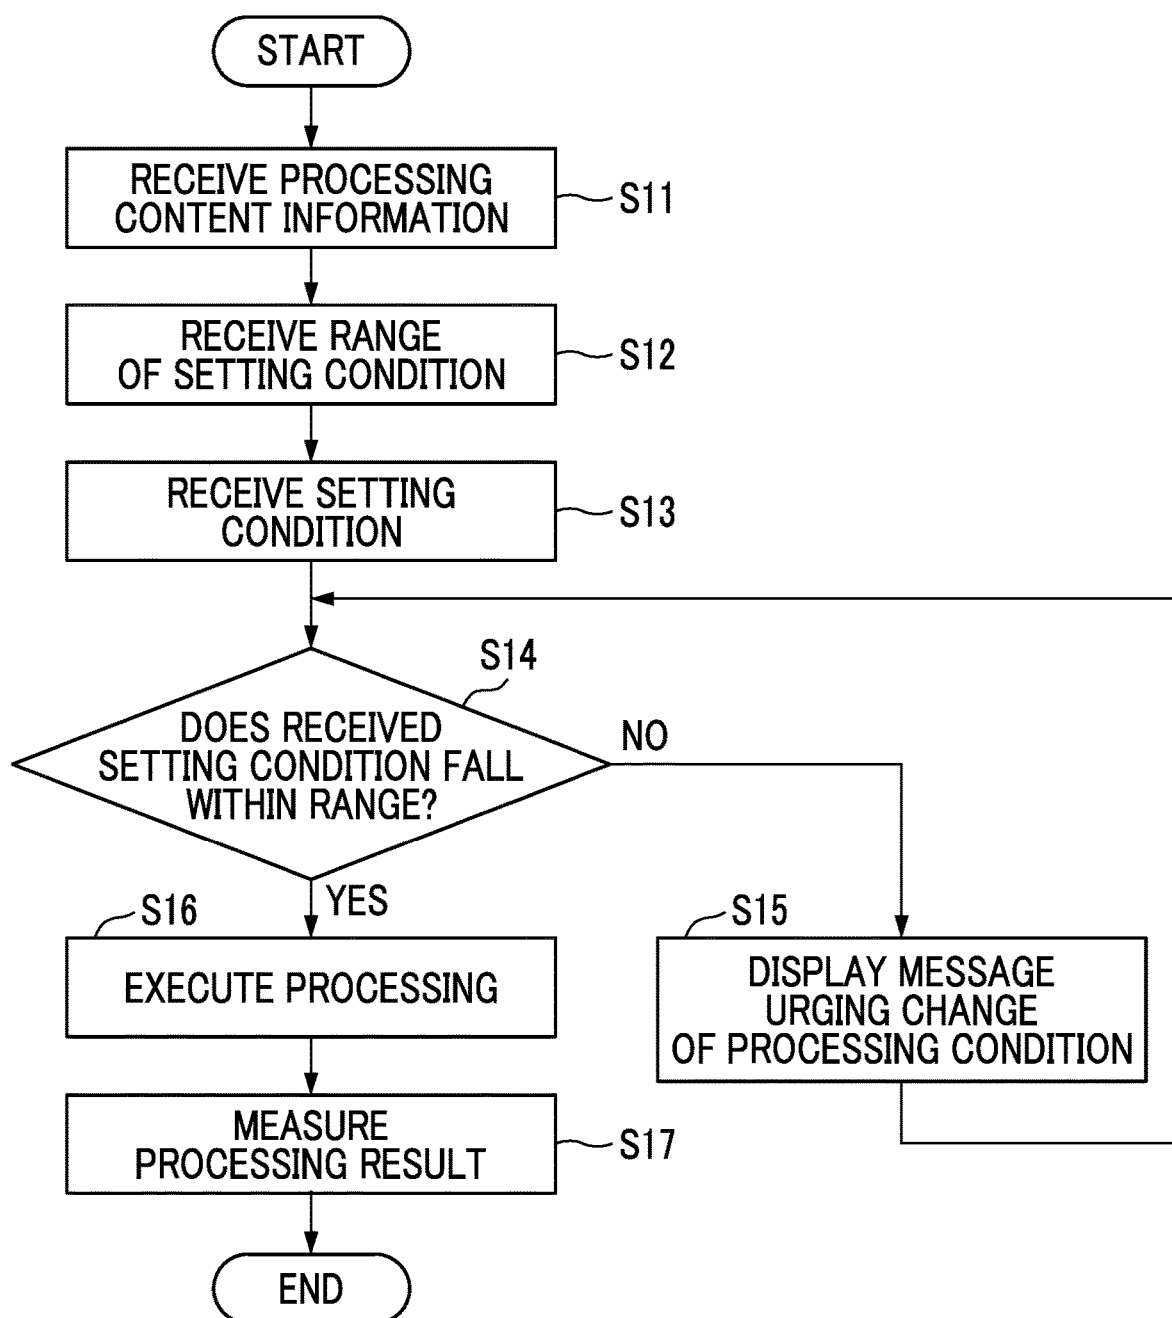 START
RECEIVE PROCESSING
CONTENT INFORMATION
S11
RECEIVE RANGE
OF SETTING CONDITION
S12
RECEIVE SETTING
CONDITION
S13
S14
DOES RECEIVED
SETTING CONDITION FALL
WITHIN RANGE?
NO
YES
S16
EXECUTE PROCESSING
S15
DISPLAY MESSAGE
URGING CHANGE
OF PROCESSING CONDITION
MEASURE
PROCESSING RESULT
S17
END